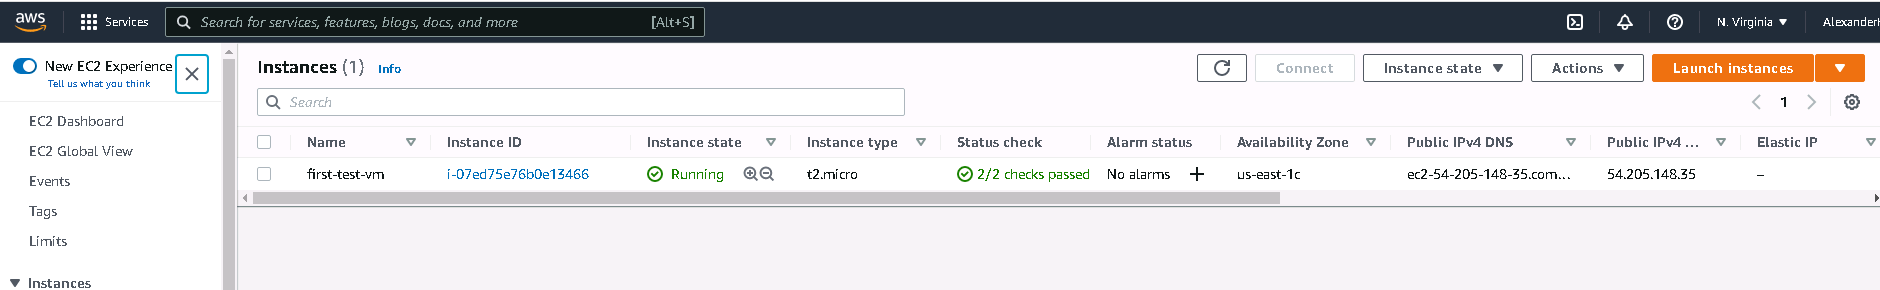 aws Services Search for services, features, blogs, docs, and more [Alt+S] N. Virginia
New EC2 Experience
Tell us what you think
EC2 Dashboard
EC2 Global View
Events
Tags
Limits
Instances
Instances (1) Info Connect Instance state Actions Launch instances
Search 1
Name Instance ID Instance state Instance type Status check Alarm status Availability Zone Public IPv4 DNS Public IPv4 ... Elastic IP
first-test-vm i-07ed75e76b0e13466 Running t2.micro 2/2 checks passed No alarms + us-east-1c ec2-54-205-148-35.com... 54.205.148.35 –